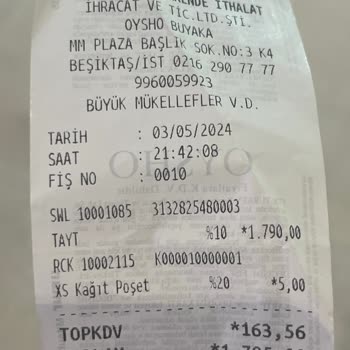 İHRACAT VE TİC.LTD.ŞTİ.
OYSHO BUYAKA
MM PLAZA BAŞLIK SOK.NO:3 K4
BEŞİKTAŞ/İST 0216 290 77 77
9960059923
BÜYÜK MÜKELLEFLER V.D.
TARİH : 03/05/2024
SAAT : 21:42:08
FİŞ NO : 0010
OYSHO
SWL 10001085 3132825480003
TAYT %10 *1.790,00
RCK 10002115 K000010000001
XS Kağıt Poşet %20 *5,00
TOPKDV *163,56